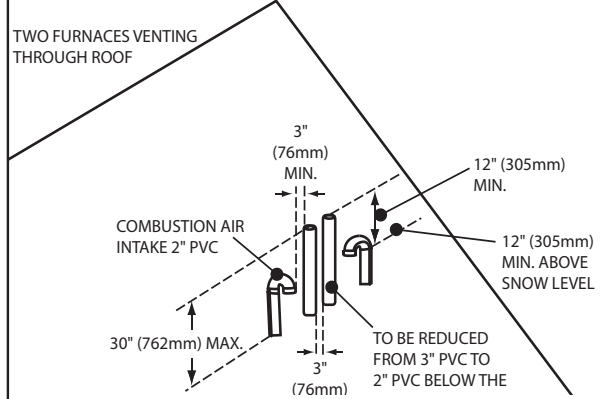 TWO FURNACES VENTING
THROUGH ROOF
3"
(76mm)
MIN.
12" (305mm)
MIN.
COMBUSTION AIR
INTAKE 2" PVC
12" (305mm)
MIN. ABOVE
SNOW LEVEL
30" (762mm) MAX.
TO BE REDUCED
FROM 3" PVC TO
2" PVC BELOW THE
3"
(76mm)